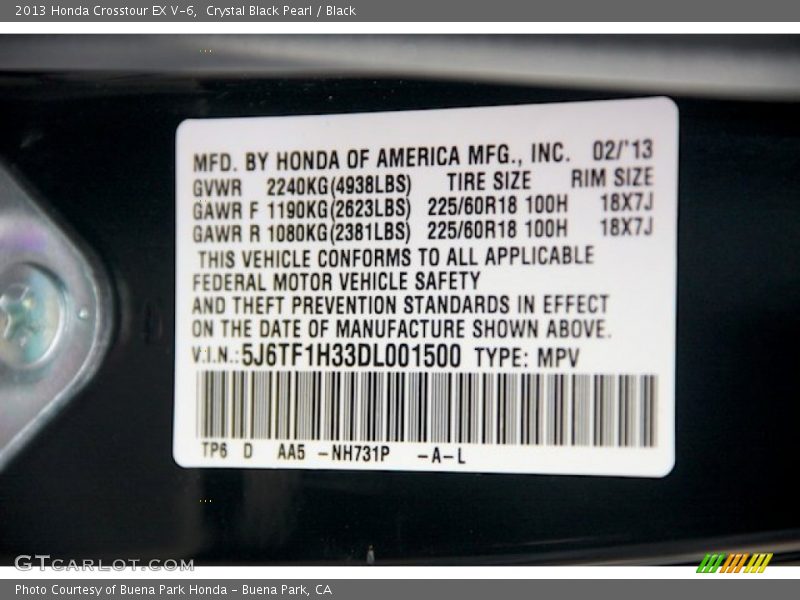 2013 Honda Crosstour EX V-6,  Crystal Black Pearl / Black
MFD. BY HONDA OF AMERICA MFG., INC. 02/'13
GVWR 2240KG(4938LBS) TIRE SIZE RIM SIZE
GAWR F 1190KG(2623LBS) 225/60R18 100H 18X7J
GAWR R 1080KG(2381LBS) 225/60R18 100H 18X7J
THIS VEHICLE CONFORMS TO ALL APPLICABLE
FEDERAL MOTOR VEHICLE SAFETY
AND THEFT PREVENTION STANDARDS IN EFFECT
ON THE DATE OF MANUFACTURE SHOWN ABOVE.
V.I.N.:5J6TF1H33DL001500 TYPE: MPV
TP6 D AA5 -NH731P -A-L
GTCARLOT.COM
Photo Courtesy of Buena Park Honda - Buena Park, CA